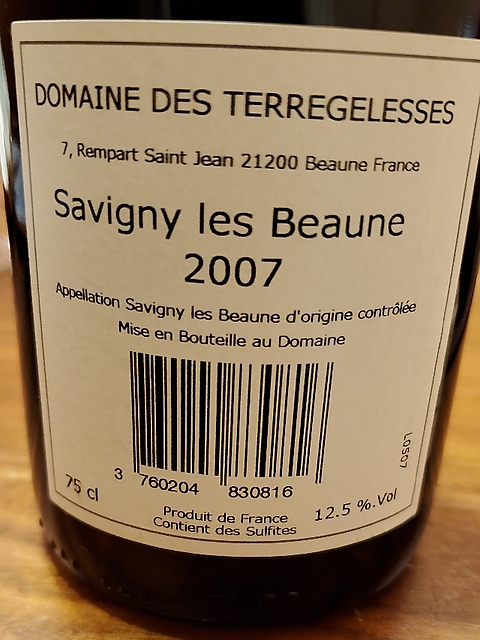 DOMAINE DES TERREGELESSES
7, Rempart Saint Jean 21200 Beaune France
Savigny les Beaune
2007
Appellation Savigny les Beaune d'origine contrôlée
Mise en Bouteille au Domaine
L0507
3 760204 830816
75 cl
12.5 %.Vol
Produit de France
Contient des Sulfites